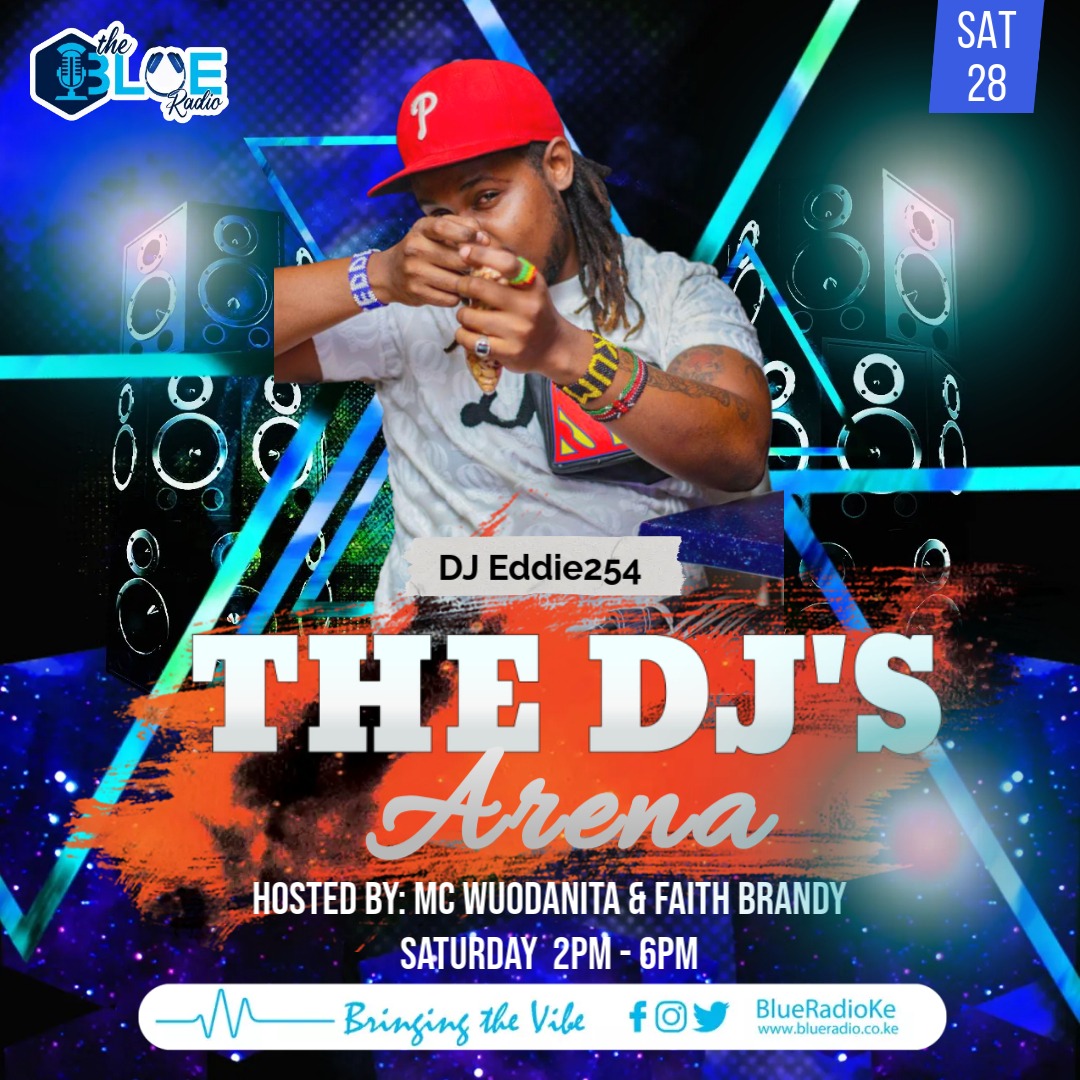 the
BLUE
Radio
SAT
28
P
EDDI
DJ Eddie254
THE DJ'S
Arena
HOSTED BY: MC WUODANITA & FAITH BRANDY
SATURDAY 2PM - 6PM
Bringing the Vibe
BlueRadioKe
www.blueradio.co.ke